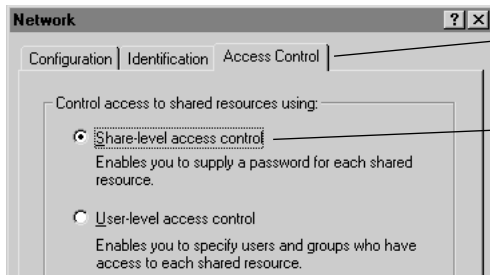 Network
Configuration Identification Access Control
Control access to shared resources using:
Share-level access control
Enables you to supply a password for each shared
resource.
User-level access control
Enables you to specify users and groups who have
access to each shared resource.